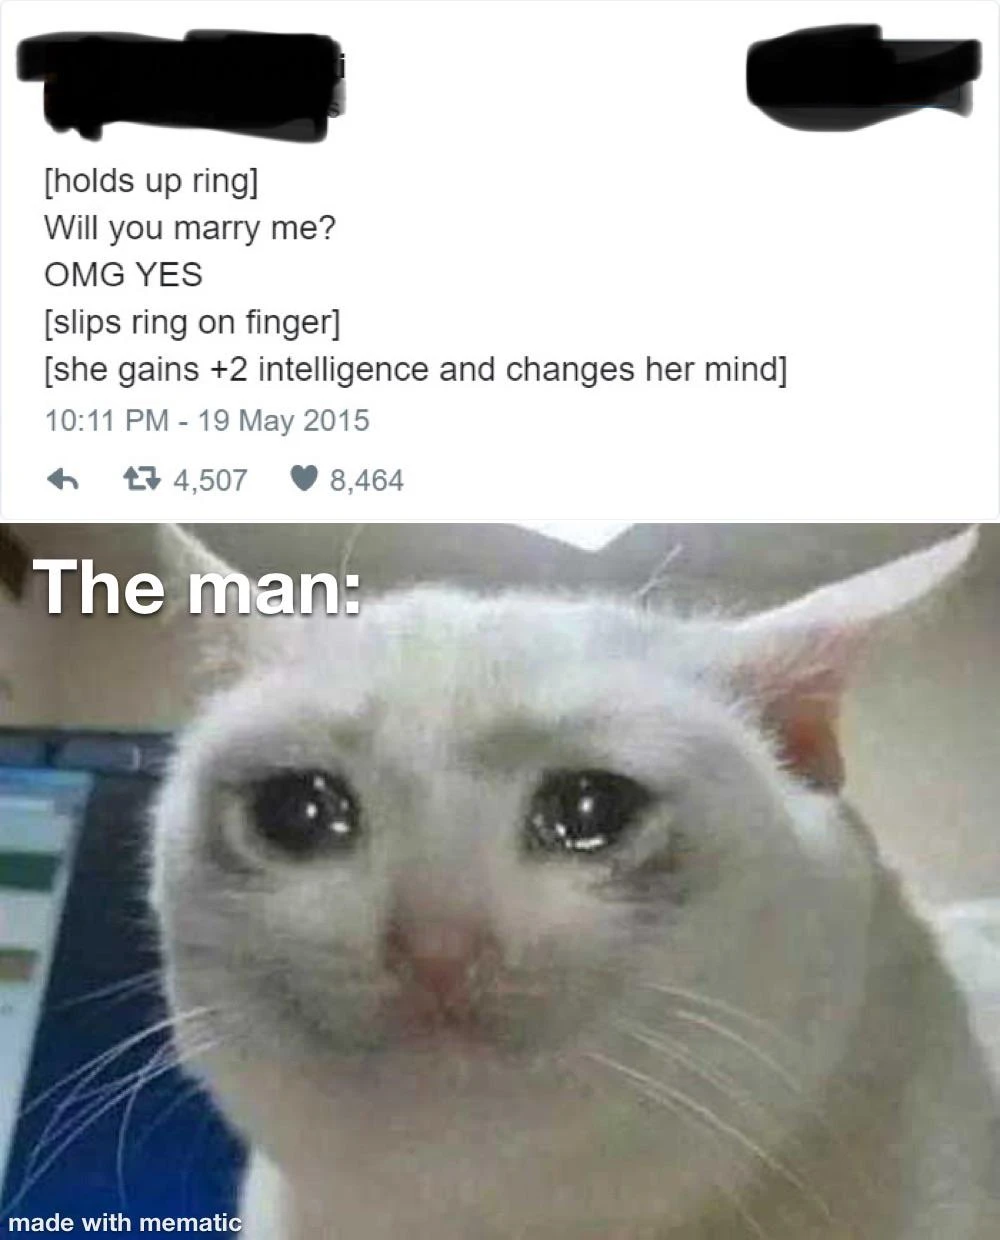 [holds up ring]
Will you marry me?
OMG YES
[slips ring on finger]
[she gains +2 intelligence and changes her mind]
10:11 PM - 19 May 2015
4,507 8,464
The man:
made with mematic